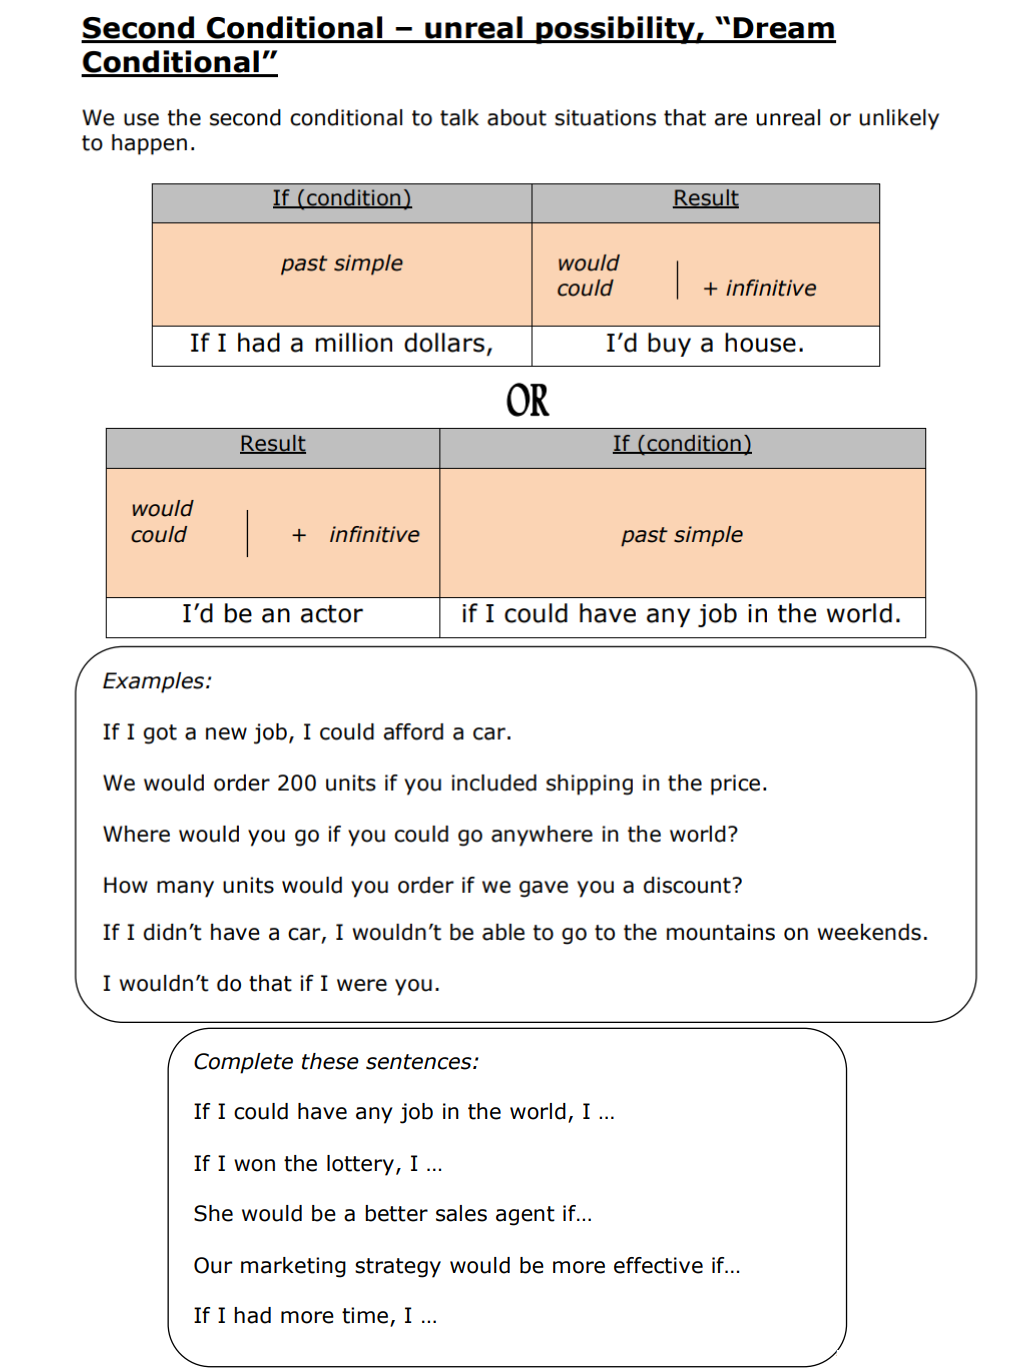 Second Conditional – unreal possibility, “Dream
Conditional”
We use the second conditional to talk about situations that are unreal or unlikely
to happen.
If (condition) Result
past simple
would
could + infinitive
If I had a million dollars, I’d buy a house.
OR
Result If (condition)
would
could + infinitive past simple
I’d be an actor if I could have any job in the world.
Examples:
If I got a new job, I could afford a car.
We would order 200 units if you included shipping in the price.
Where would you go if you could go anywhere in the world?
How many units would you order if we gave you a discount?
If I didn’t have a car, I wouldn’t be able to go to the mountains on weekends.
I wouldn’t do that if I were you.
Complete these sentences:
If I could have any job in the world, I …
If I won the lottery, I …
She would be a better sales agent if…
Our marketing strategy would be more effective if…
If I had more time, I …